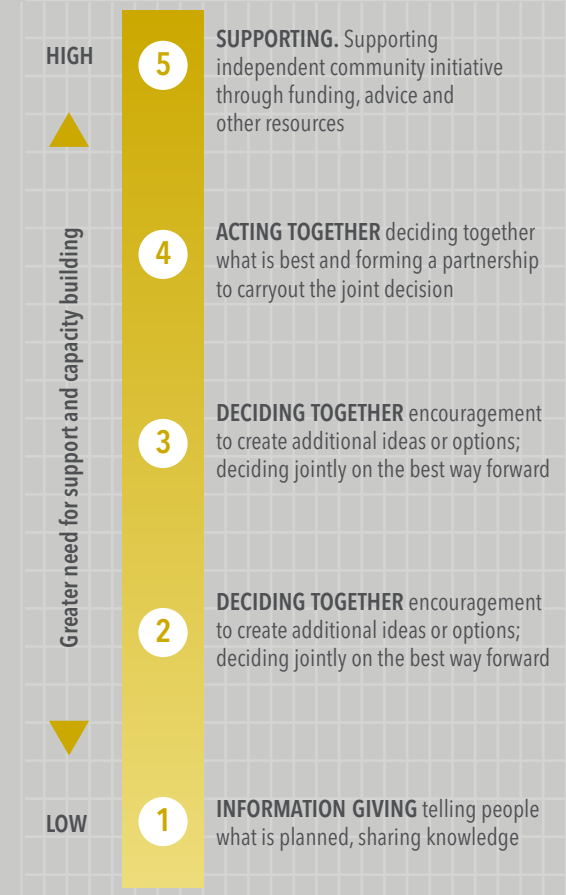 HIGH
5
SUPPORTING. Supporting
independent community initiative
through funding, advice and
other resources
Greater need for support and capacity building
4
ACTING TOGETHER deciding together
what is best and forming a partnership
to carryout the joint decision
3
DECIDING TOGETHER encouragement
to create additional ideas or options;
deciding jointly on the best way forward
2
DECIDING TOGETHER encouragement
to create additional ideas or options;
deciding jointly on the best way forward
LOW
1
INFORMATION GIVING telling people
what is planned, sharing knowledge